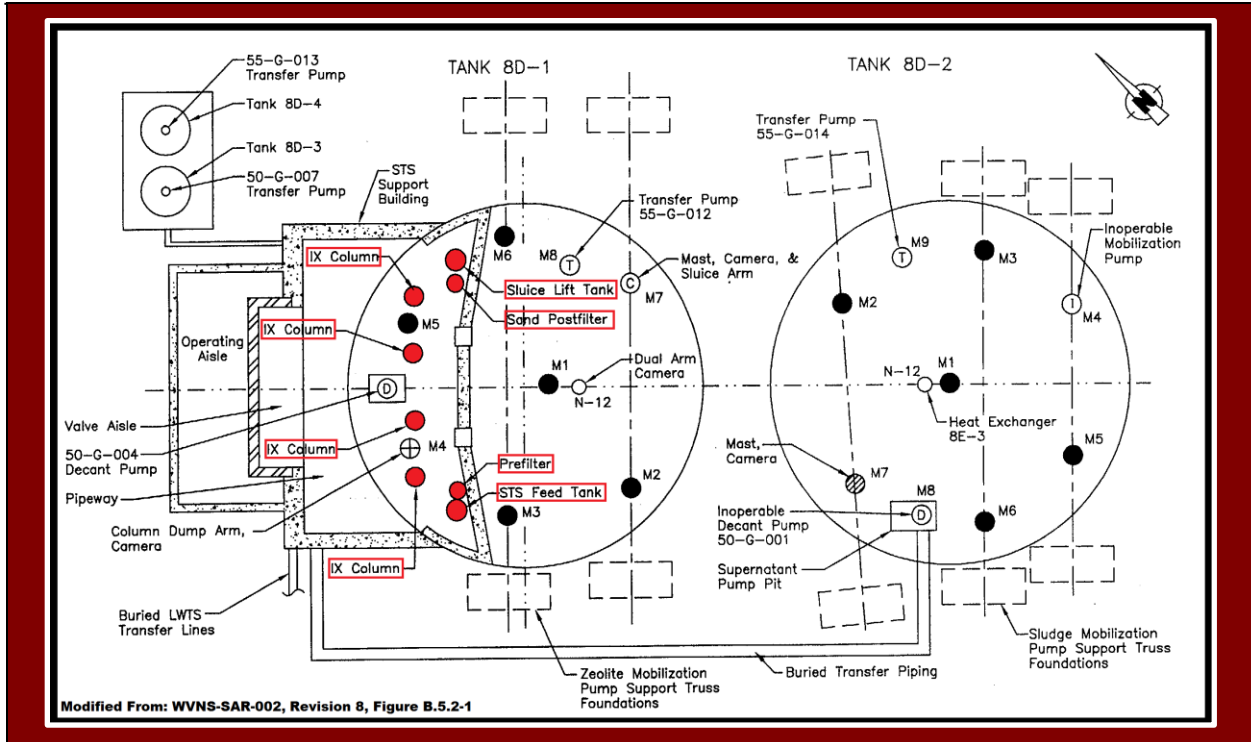 55-G-013
Transfer Pump
Tank 8D-4
Tank 8D-3
50-G-007
Transfer Pump
STS
Support
Building
TANK 8D-1
TANK 8D-2
N
Transfer Pump
55-G-014
Transfer Pump
55-G-012
M6
M8
T
Mast, Camera, &
Sluice Arm
C
M7
M9
T
M3
Inoperable
Mobilization
Pump
I
M4
M2
IX Column
Sluice Lift Tank
Sand Postfilter
M5
IX Column
Operating
Aisle
D
M1
Dual Arm
Camera
N-12
N-12
M1
Heat Exchanger
8E-3
Valve Aisle
50-G-004
Decant Pump
Pipeway
IX Column
M4
Prefilter
STS Feed Tank
M2
M3
Mast,
Camera
M7
M8
D
M5
M6
Inoperable
Decant Pump
50-G-001
Supernatant
Pump Pit
Column Dump Arm,
Camera
IX Column
Buried LWTS
Transfer Lines
Zeolite Mobilization
Pump Support Truss
Foundations
Buried Transfer Piping
Sludge Mobilization
Pump Support Truss
Foundations
Modified From: WVNS-SAR-002, Revision 8, Figure B.5.2-1